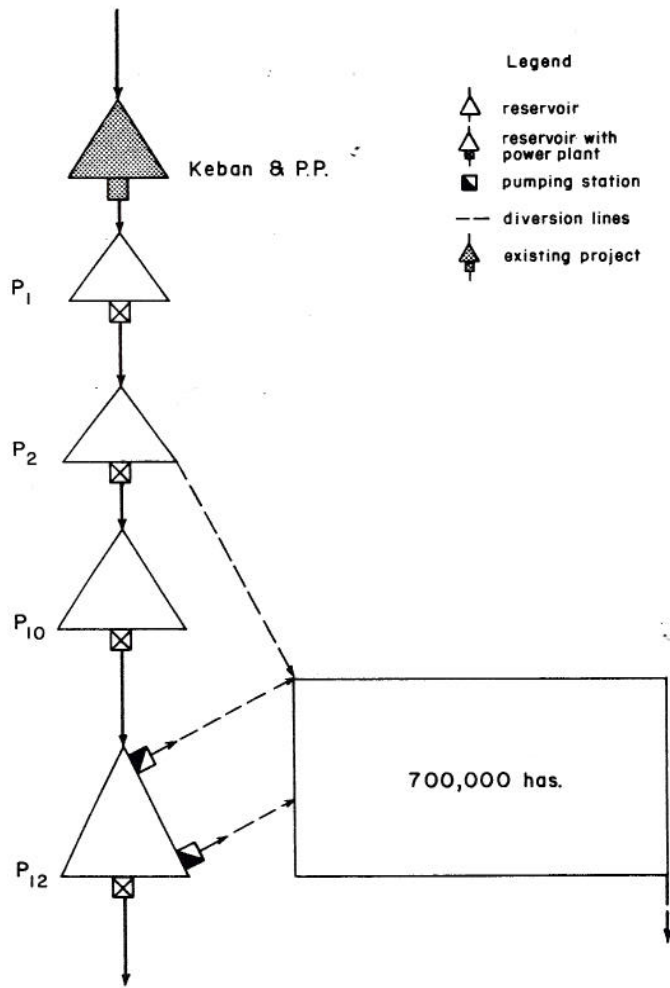 Legend
reservoir
reservoir with
power plant
pumping station
diversion lines
existing project
Keban & P.P.
P1
P2
P10
P12
700,000 has.